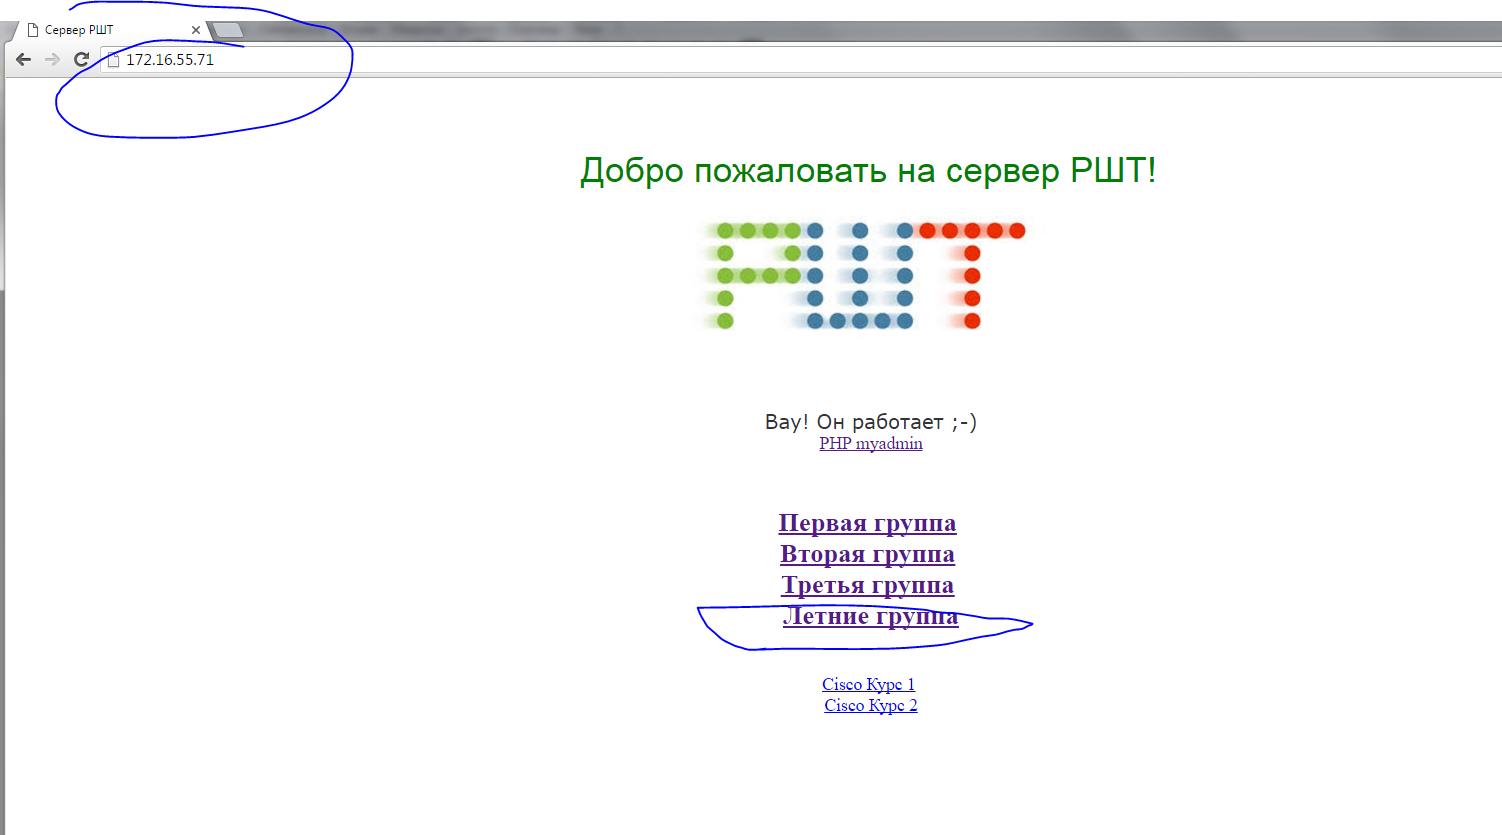 Сервер РШТ
172.16.55.71
Добро пожаловать на сервер РШТ!
РШТ
Вау! Он работает ;-)
PHP myadmin
Первая группа
Вторая группа
Третья группа
Летние группа
Cisco Курс 1
Cisco Курс 2